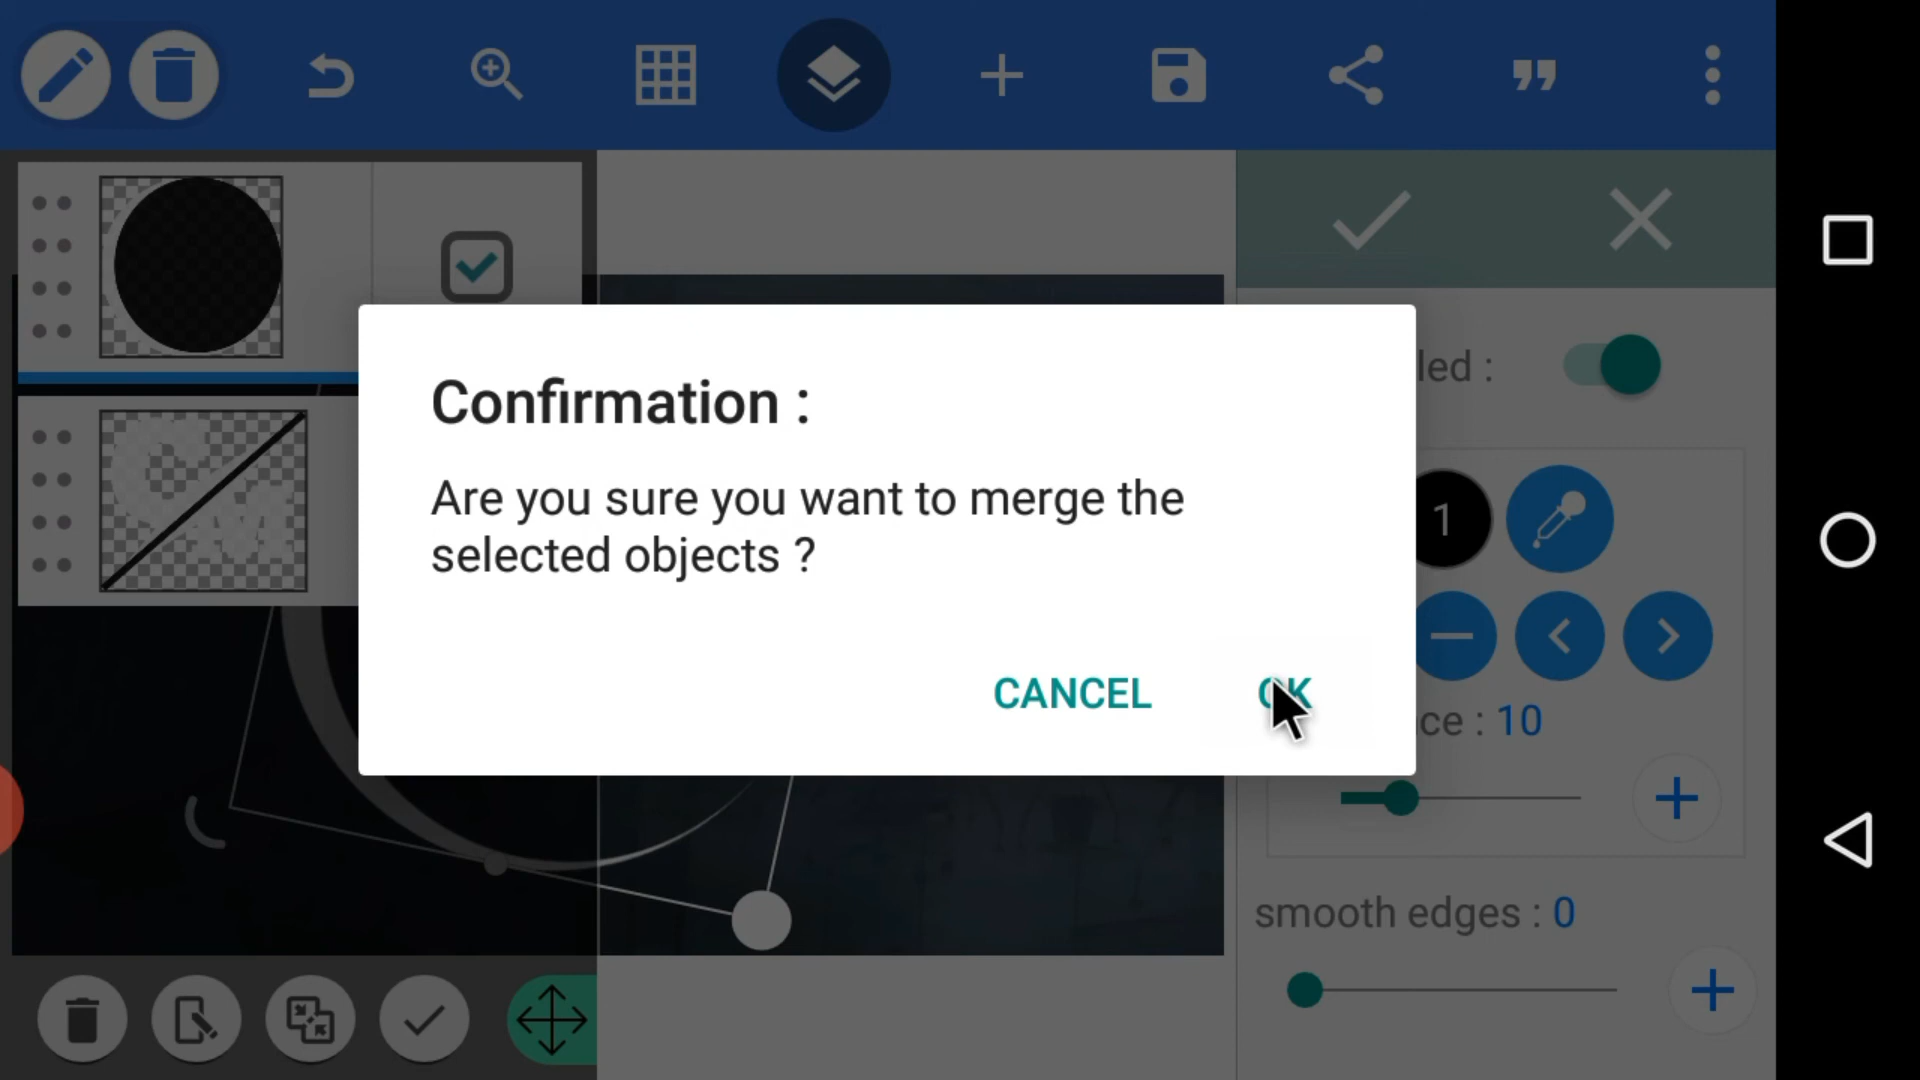 Confirmation :
Are you sure you want to merge the
selected objects ?
CANCEL
OK
led :
1
ce : 10
smooth edges : 0